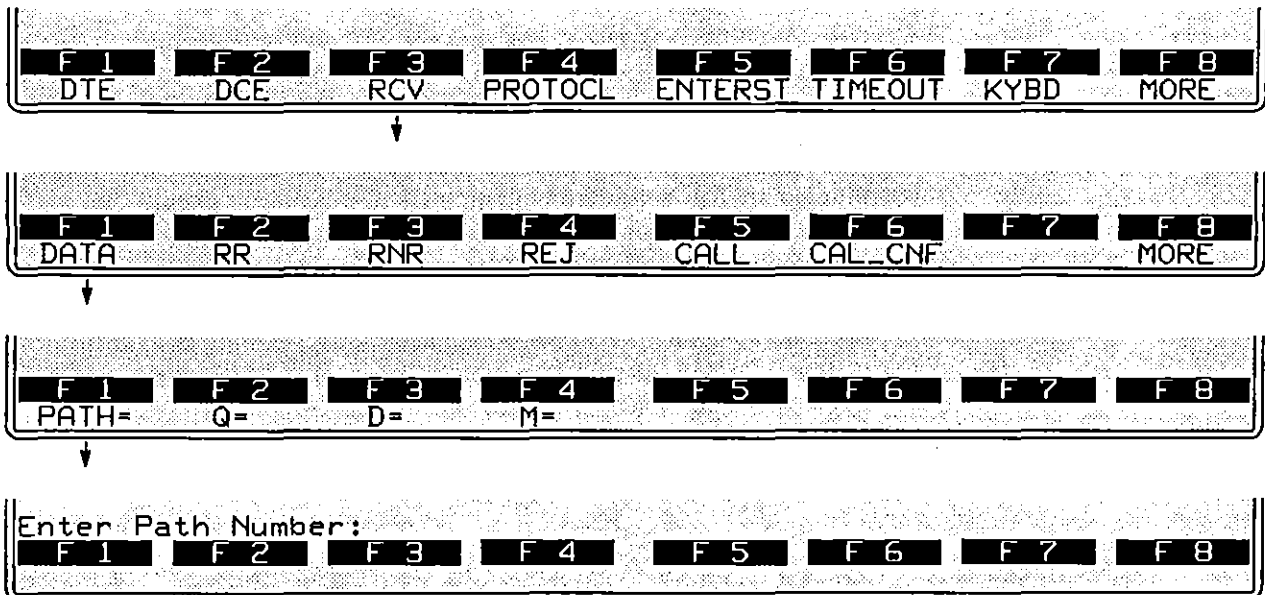 F 1 F 2 F 3 F 4 F 5 F 6 F 7 F 8
DTE DCE RCV PROTOCL ENTERST TIMEOUT KYBD MORE
F 1 F 2 F 3 F 4 F 5 F 6 F 7 F 8
DATA RR RNR REJ CALL CAL_CNF MORE
F 1 F 2 F 3 F 4 F 5 F 6 F 7 F 8
PATH= Q= D= M=
Enter Path Number:
F 1 F 2 F 3 F 4 F 5 F 6 F 7 F 8